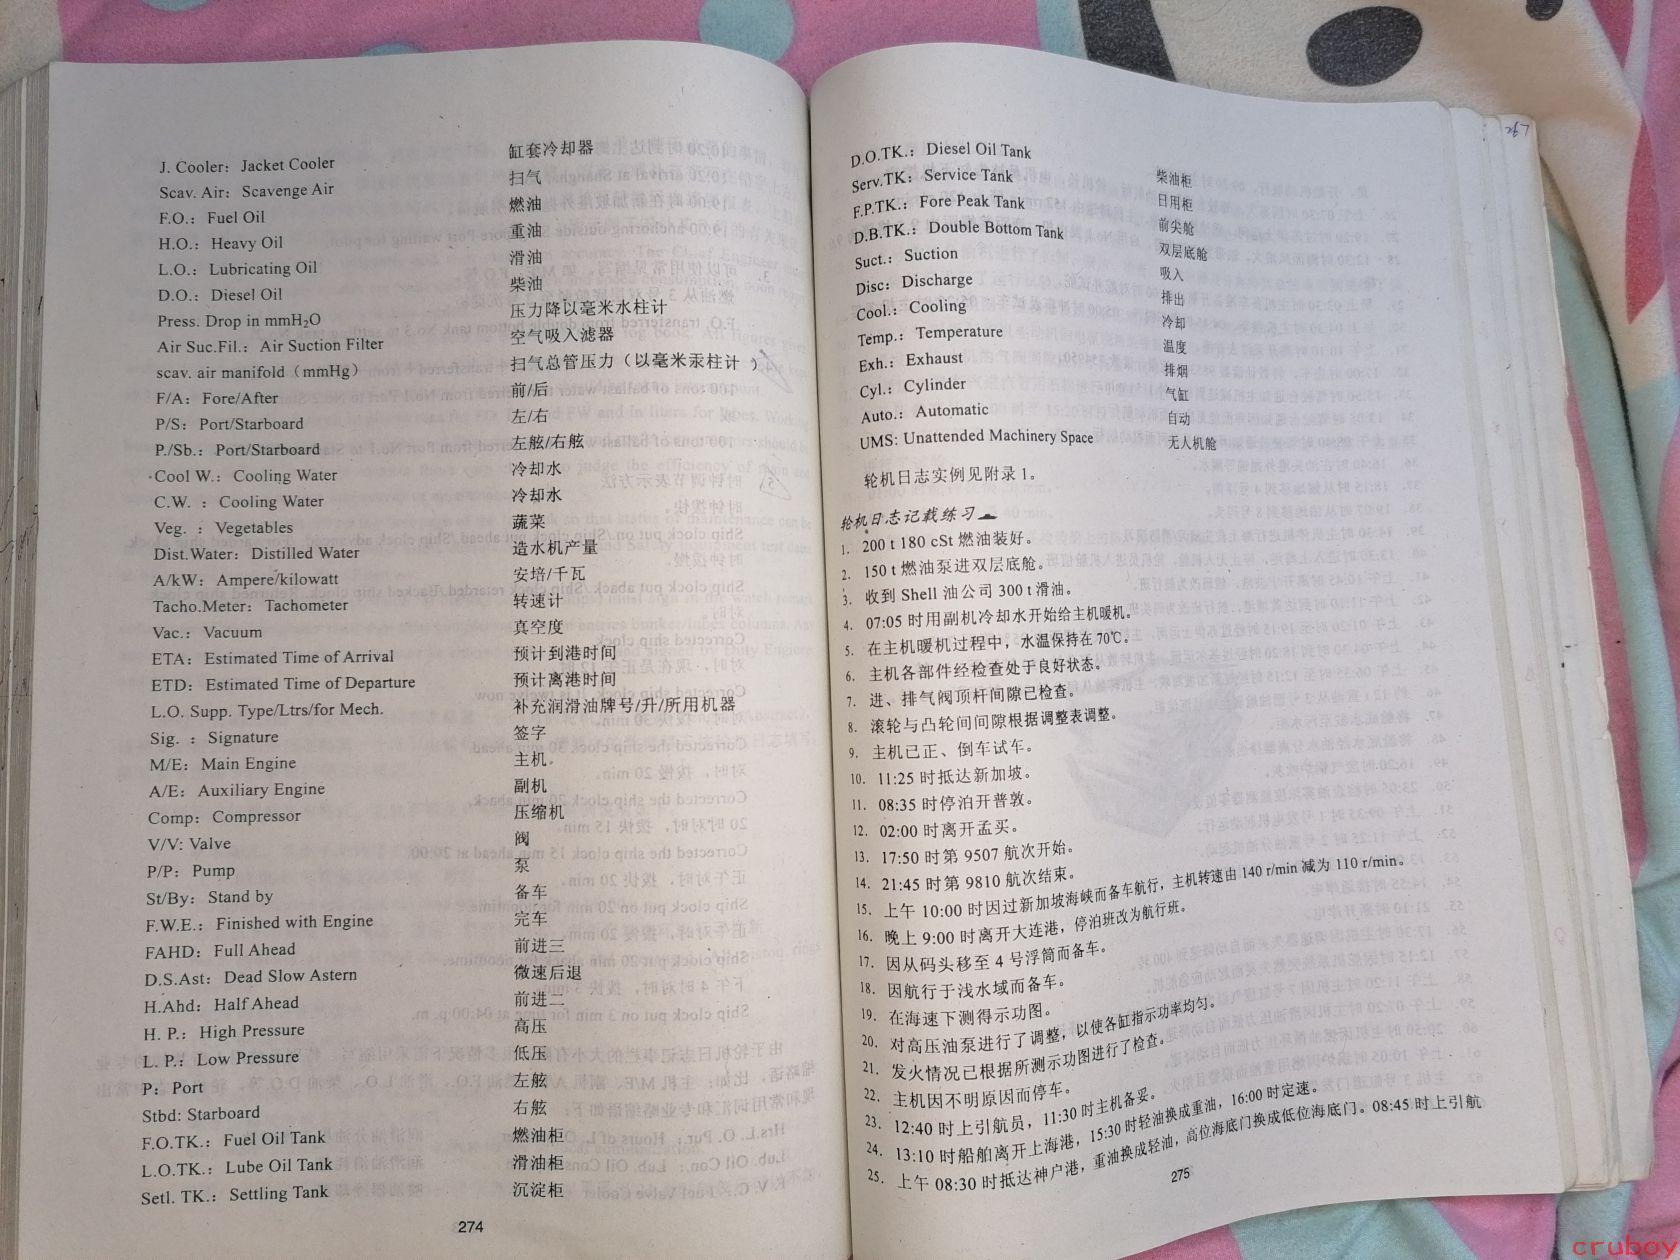 J. Cooler: Jacket Cooler 缸套冷却器
Scav. Air: Scavenge Air 扫气
F.O.: Fuel Oil 燃油
H.O.: Heavy Oil 重油
L.O.: Lubricating Oil 滑油
D.O.: Diesel Oil 柴油
Press. Drop in mmH₂O 压力降以毫米水柱计
Air Suc.Fil.: Air Suction Filter 空气吸入滤器
scav. air manifold（mmHg） 扫气总管压力（以毫米汞柱计 ）
F/A: Fore/After 前/后
P/S: Port/Starboard 左/右
P./Sb.: Port/Starboard 左舷/右舷
Cool W.: Cooling Water 冷却水
C.W. : Cooling Water 冷却水
Veg. : Vegetables 蔬菜
Dist.Water: Distilled Water 造水机产量
A/kW: Ampere/kilowatt 安培/千瓦
Tacho.Meter: Tachometer 转速计
Vac.: Vacuum 真空度
ETA: Estimated Time of Arrival 预计到港时间
ETD: Estimated Time of Departure 预计离港时间
L.O. Supp. Type/Ltrs/for Mech. 补充润滑油牌号/升/所用机器
Sig. : Signature 签字
M/E: Main Engine 主机。
A/E: Auxiliary Engine 副机
Comp: Compressor 压缩机
V/V: Valve 阀
P/P: Pump 泵
St/By: Stand by 备车
F.W.E.: Finished with Engine 完车
FAHD: Full Ahead 前进三
D.S.Ast: Dead Slow Astern 微速后退
H.Ahd: Half Ahead 前进二
H. P.: High Pressure 高压
L. P.: Low Pressure 低压
P: Port 左舷
Stbd: Starboard 右舷
F.O.TK.: Fuel Oil Tank 燃油柜
L.O.TK.: Lube Oil Tank 滑油柜
Setl. TK.: Settling Tank 沉淀柜
274
D.O.TK.: Diesel Oil Tank 柴油柜
Serv.TK: Service Tank 日用柜
F.P.TK.: Fore Peak Tank 前尖舱
D.B.TK.: Double Bottom Tank 双层底舱
Suct.: Suction 吸入
Disc: Discharge 排出
Cool.: Cooling 冷却
Temp.: Temperature 温度
Exh.: Exhaust 排烟
Cyl.: Cylinder 气缸
Auto.: Automatic 自动
UMS: Unattended Machinery Space 无人机舱
轮机日志实例见附录1。
轮机日志记载练习
1. 200 t 180 cSt 燃油装好。
2. 150 t 燃油泵进双层底舱。
3. 收到 Shell 油公司 300 t 滑油。
4. 07:05 时用副机冷却水开始给主机暖机。
5. 在主机暖机过程中，水温保持在70℃。
6. 主机各部件经检查处于良好状态。
7. 进、排气阀顶杆间隙已检查。
8. 滚轮与凸轮间间隙根据调整表调整。
9. 主机已正、倒车试车。
10. 11:25 时抵达新加坡。
11. 08:35 时停泊开普敦。
12. 02:00 时离开孟买。
13. 17:50 时第 9507 航次开始。
14. 21:45 时第 9810 航次结束。
15. 上午 10:00 时因过新加坡海峡而备车航行，主机转速由 140 r/min 减为 110 r/min。
16. 晚上 9:00 时离开大连港，停泊班改为航行班。
17. 因从码头移至 4 号浮筒而备车。
18. 因航行于浅水域而备车。
19. 在海速下测得示功图。
20. 对高压油泵进行了调整，以使各缸指示功率均匀。
21. 发火情况已根据所测示功图进行了检查。
22. 主机因不明原因而停车。
23. 12:40 时上引航员，11:30 时主机备妥。
24. 13:10 时船舶离开上海港，15:30 时轻油换成重油，16:00 时定速。
25. 上午 08:30 时抵达神户港，重油换成轻油，高位海底门换成低位海底门。08:45 时上引航
275
cruboy